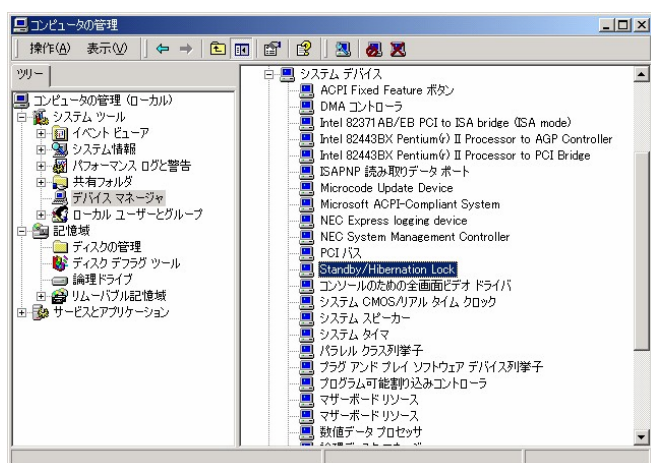 コンピュータの管理
操作(A) 表示(V)
ツリー
コンピュータの管理 (ローカル)
システム ツール
イベント ビューア
システム情報
パフォーマンス ログと警告
共有フォルダ
デバイス マネージャ
ローカル ユーザーとグループ
記憶域
ディスクの管理
ディスク デフラグ ツール
論理ドライブ
リムーバブル記憶域
サービスとアプリケーション
システム デバイス
ACPI Fixed Feature ボタン
DMA コントローラ
Intel 82371AB/EB PCI to ISA bridge (ISA mode)
Intel 82443BX Pentium(r) II Processor to AGP Controller
Intel 82443BX Pentium(r) II Processor to PCI Bridge
ISAPNP 読み取りデータ ポート
Microcode Update Device
Microsoft ACPI-Compliant System
NEC Express logging device
NEC System Management Controller
PCI バス
Standby/Hibernation Lock
コンソールのための全画面ビデオ ドライバ
システム CMOS/リアル タイム クロック
システム スピーカー
システム タイマ
パラレル クラス列挙子
プラグ アンド プレイ ソフトウェア デバイス列挙子
プログラム可能割り込みコントローラ
マザーボード リソース
マザーボード リソース
数値データ プロセッサ